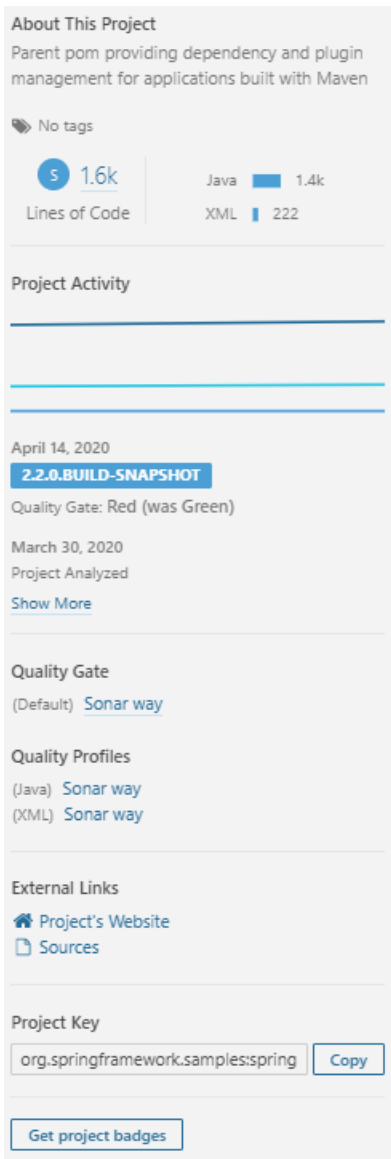 About This Project
Parent pom providing dependency and plugin
management for applications built with Maven
No tags
S 1.6k
Lines of Code
Java 1.4k
XML 222
Project Activity
April 14, 2020
2.2.0.BUILD-SNAPSHOT
Quality Gate: Red (was Green)
March 30, 2020
Project Analyzed
Show More
Quality Gate
(Default) Sonar way
Quality Profiles
(Java) Sonar way
(XML) Sonar way
External Links
Project's Website
Sources
Project Key
org.springframework.samples:spring Copy
Get project badges